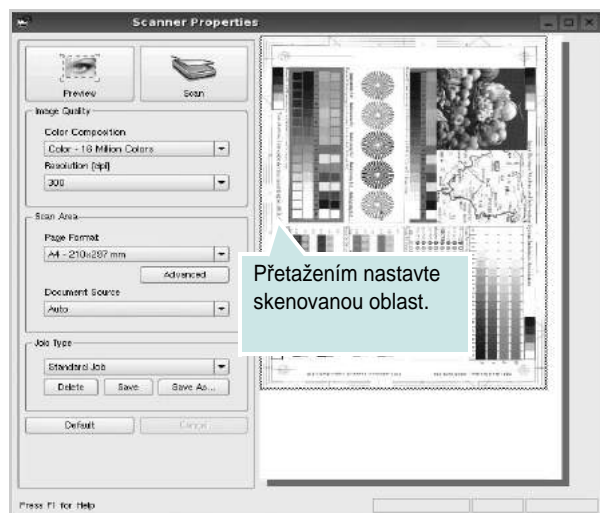 Scanner Properties
Preview
Scan
Image Quality
Color Composition
Color - 16 Million Colors
Resolution [dpi]
300
Scan Area
Page Format
A4 - 210x297 mm
Advanced
Document Source
Auto
Job Type
Standard Job
Delete Save Save As...
Default Cancel
Přetažením nastavte
skenovanou oblast.
Press F1 for Help